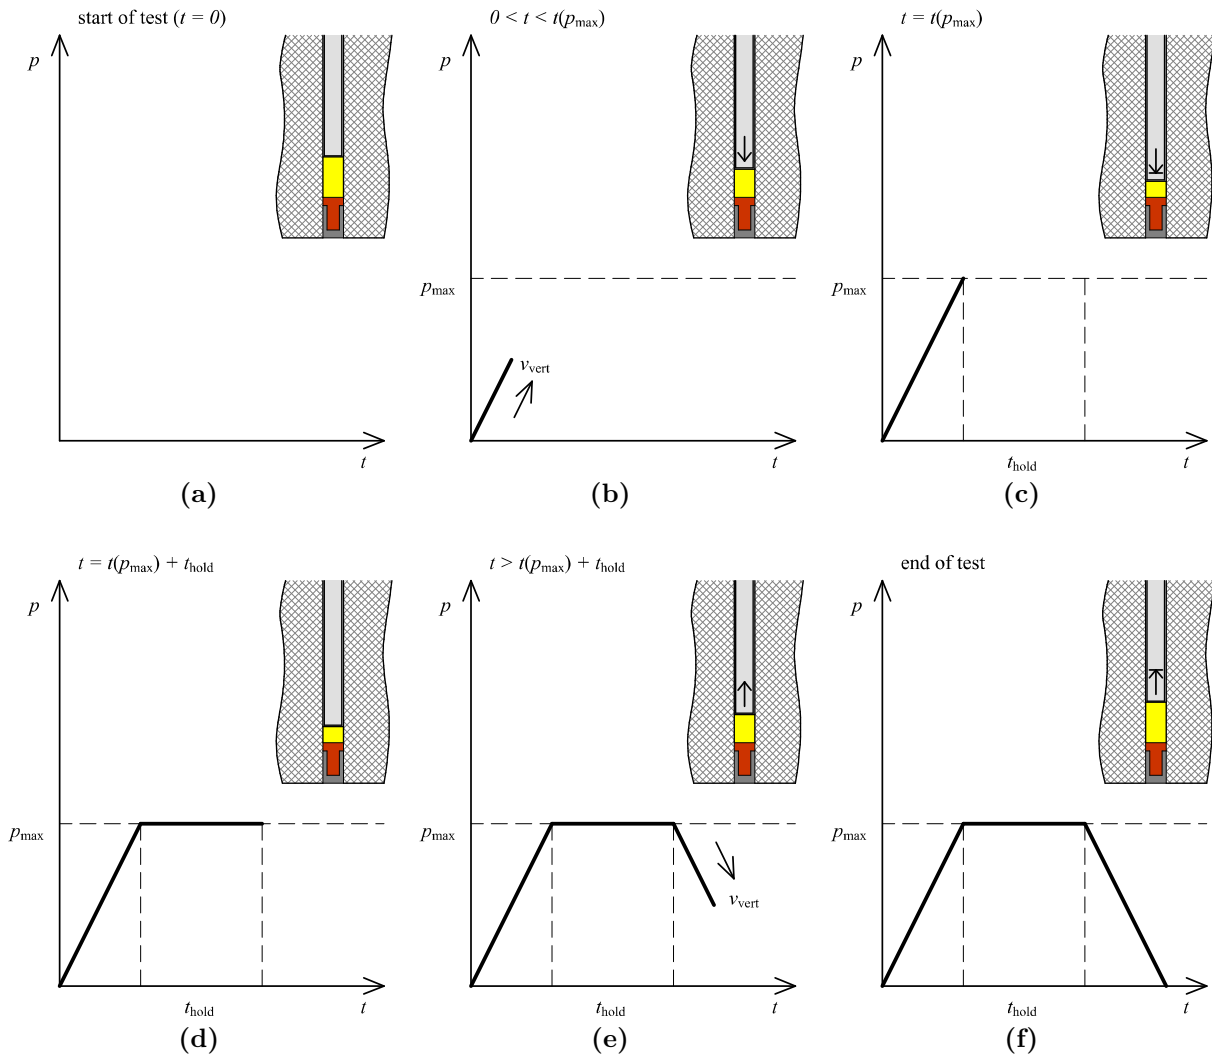 start of test (t = 0)
p
t
(a)
0 < t < t(pmax)
p
pmax
vvert
t
(b)
t = t(pmax)
p
pmax
thold
t
(c)
t = t(pmax) + thold
p
pmax
thold
t
(d)
t > t(pmax) + thold
p
pmax
vvert
thold
t
(e)
end of test
p
pmax
thold
t
(f)